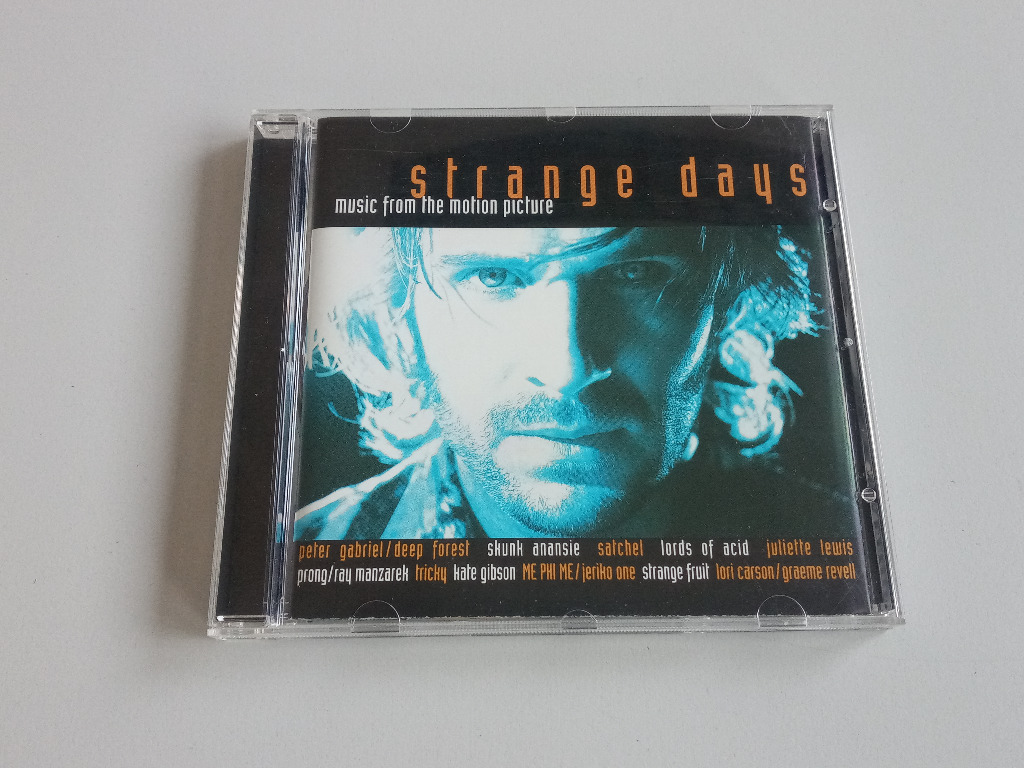 strange days
music from the motion picture
peter gabriel/deep forest skunk anansie satchel lords of acid juliette lewis
prong/ray manzarek tricky kate gibson ME PHI ME/jeriko one strange fruit lori carson/graeme revell